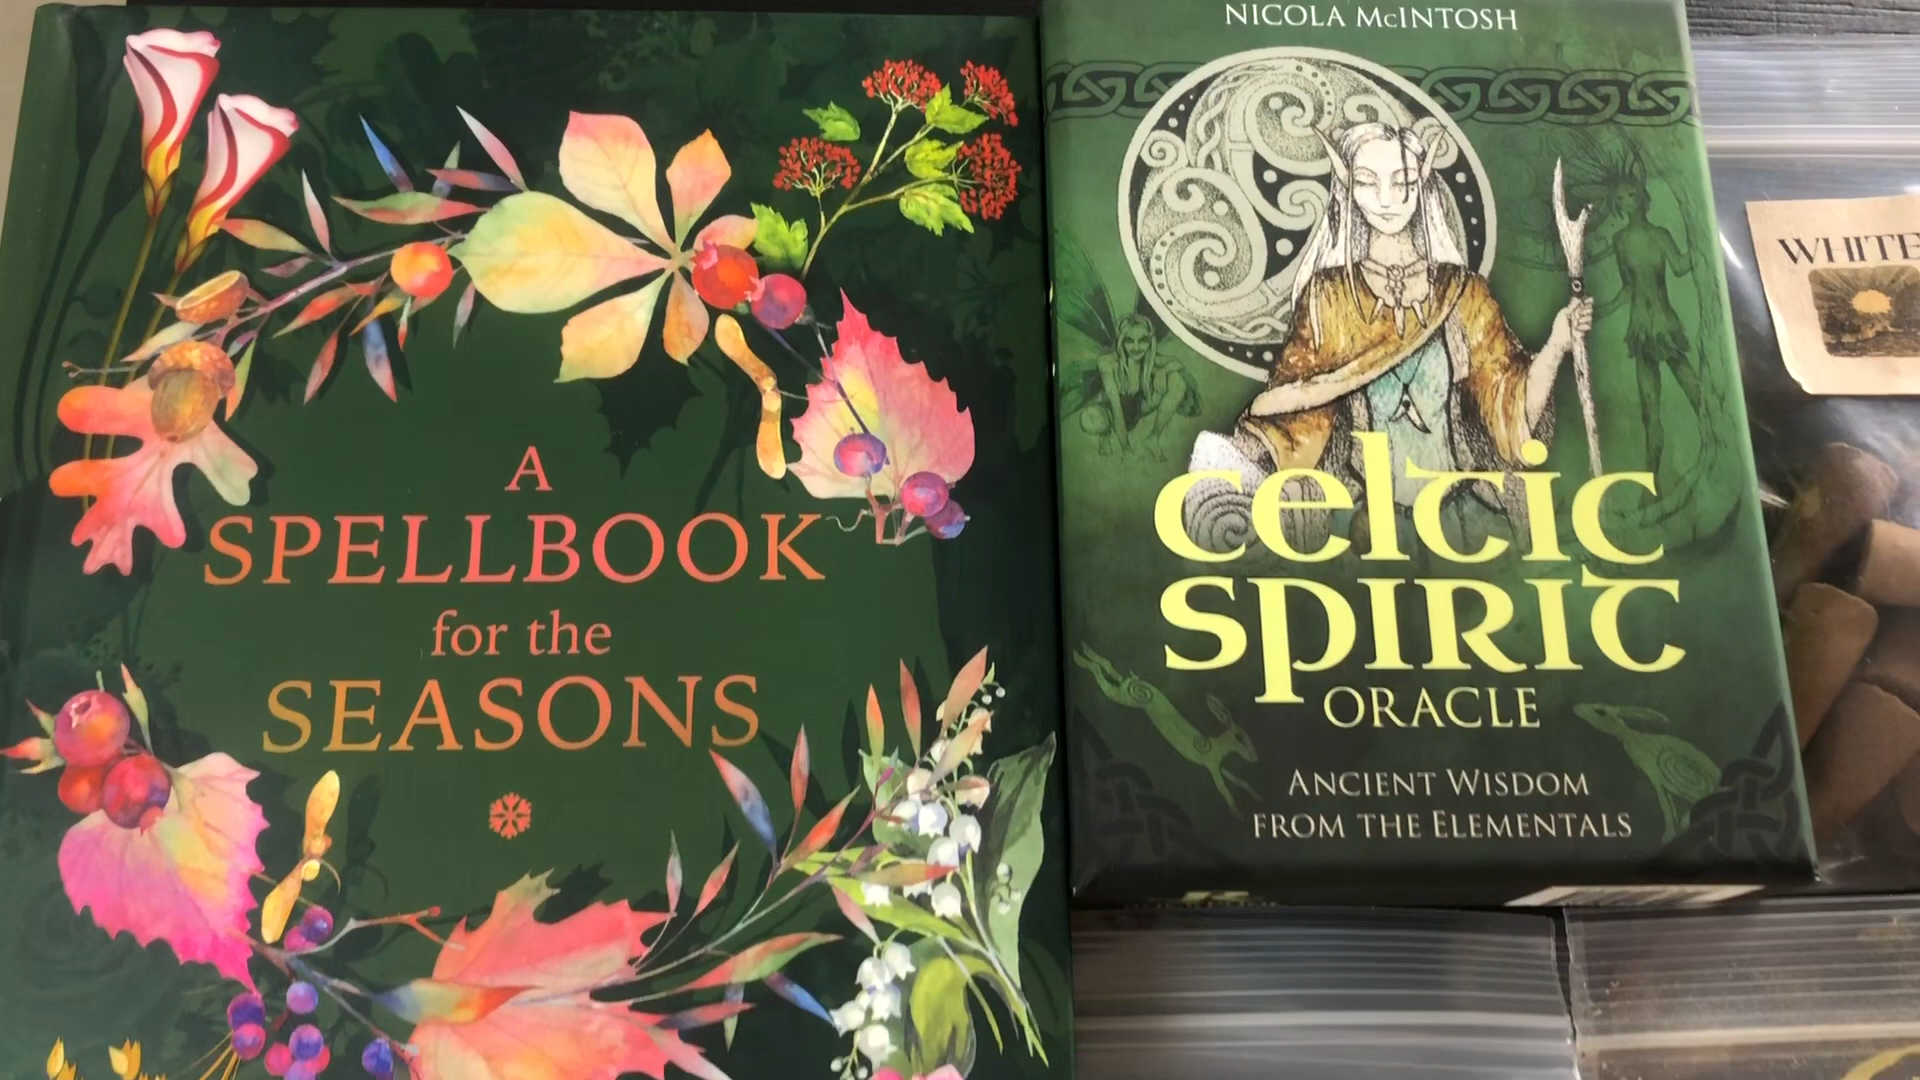 A
SPELLBOOK
for the
SEASONS
NICOLA McINTOSH
celtic
spirit
ORACLE
ANCIENT WISDOM
FROM THE ELEMENTALS
WHITE